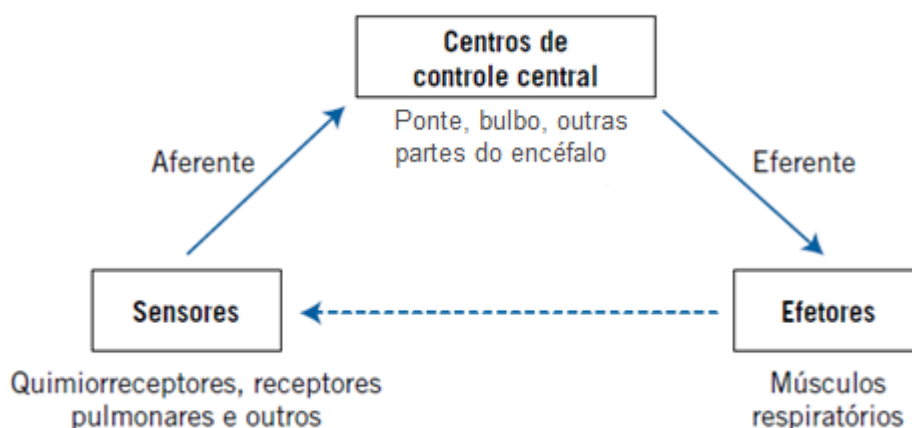 Centros de
controle central
Ponte, bulbo, outras
partes do encéfalo
Aferente
Eferente
Sensores
Efetores
Quimiorreceptores, receptores
pulmonares e outros
Músculos
respiratórios